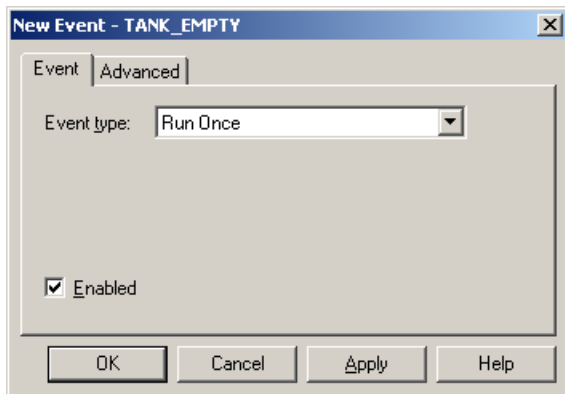 New Event - TANK_EMPTY
Event Advanced
Event type: Run Once
Enabled
OK Cancel Apply Help